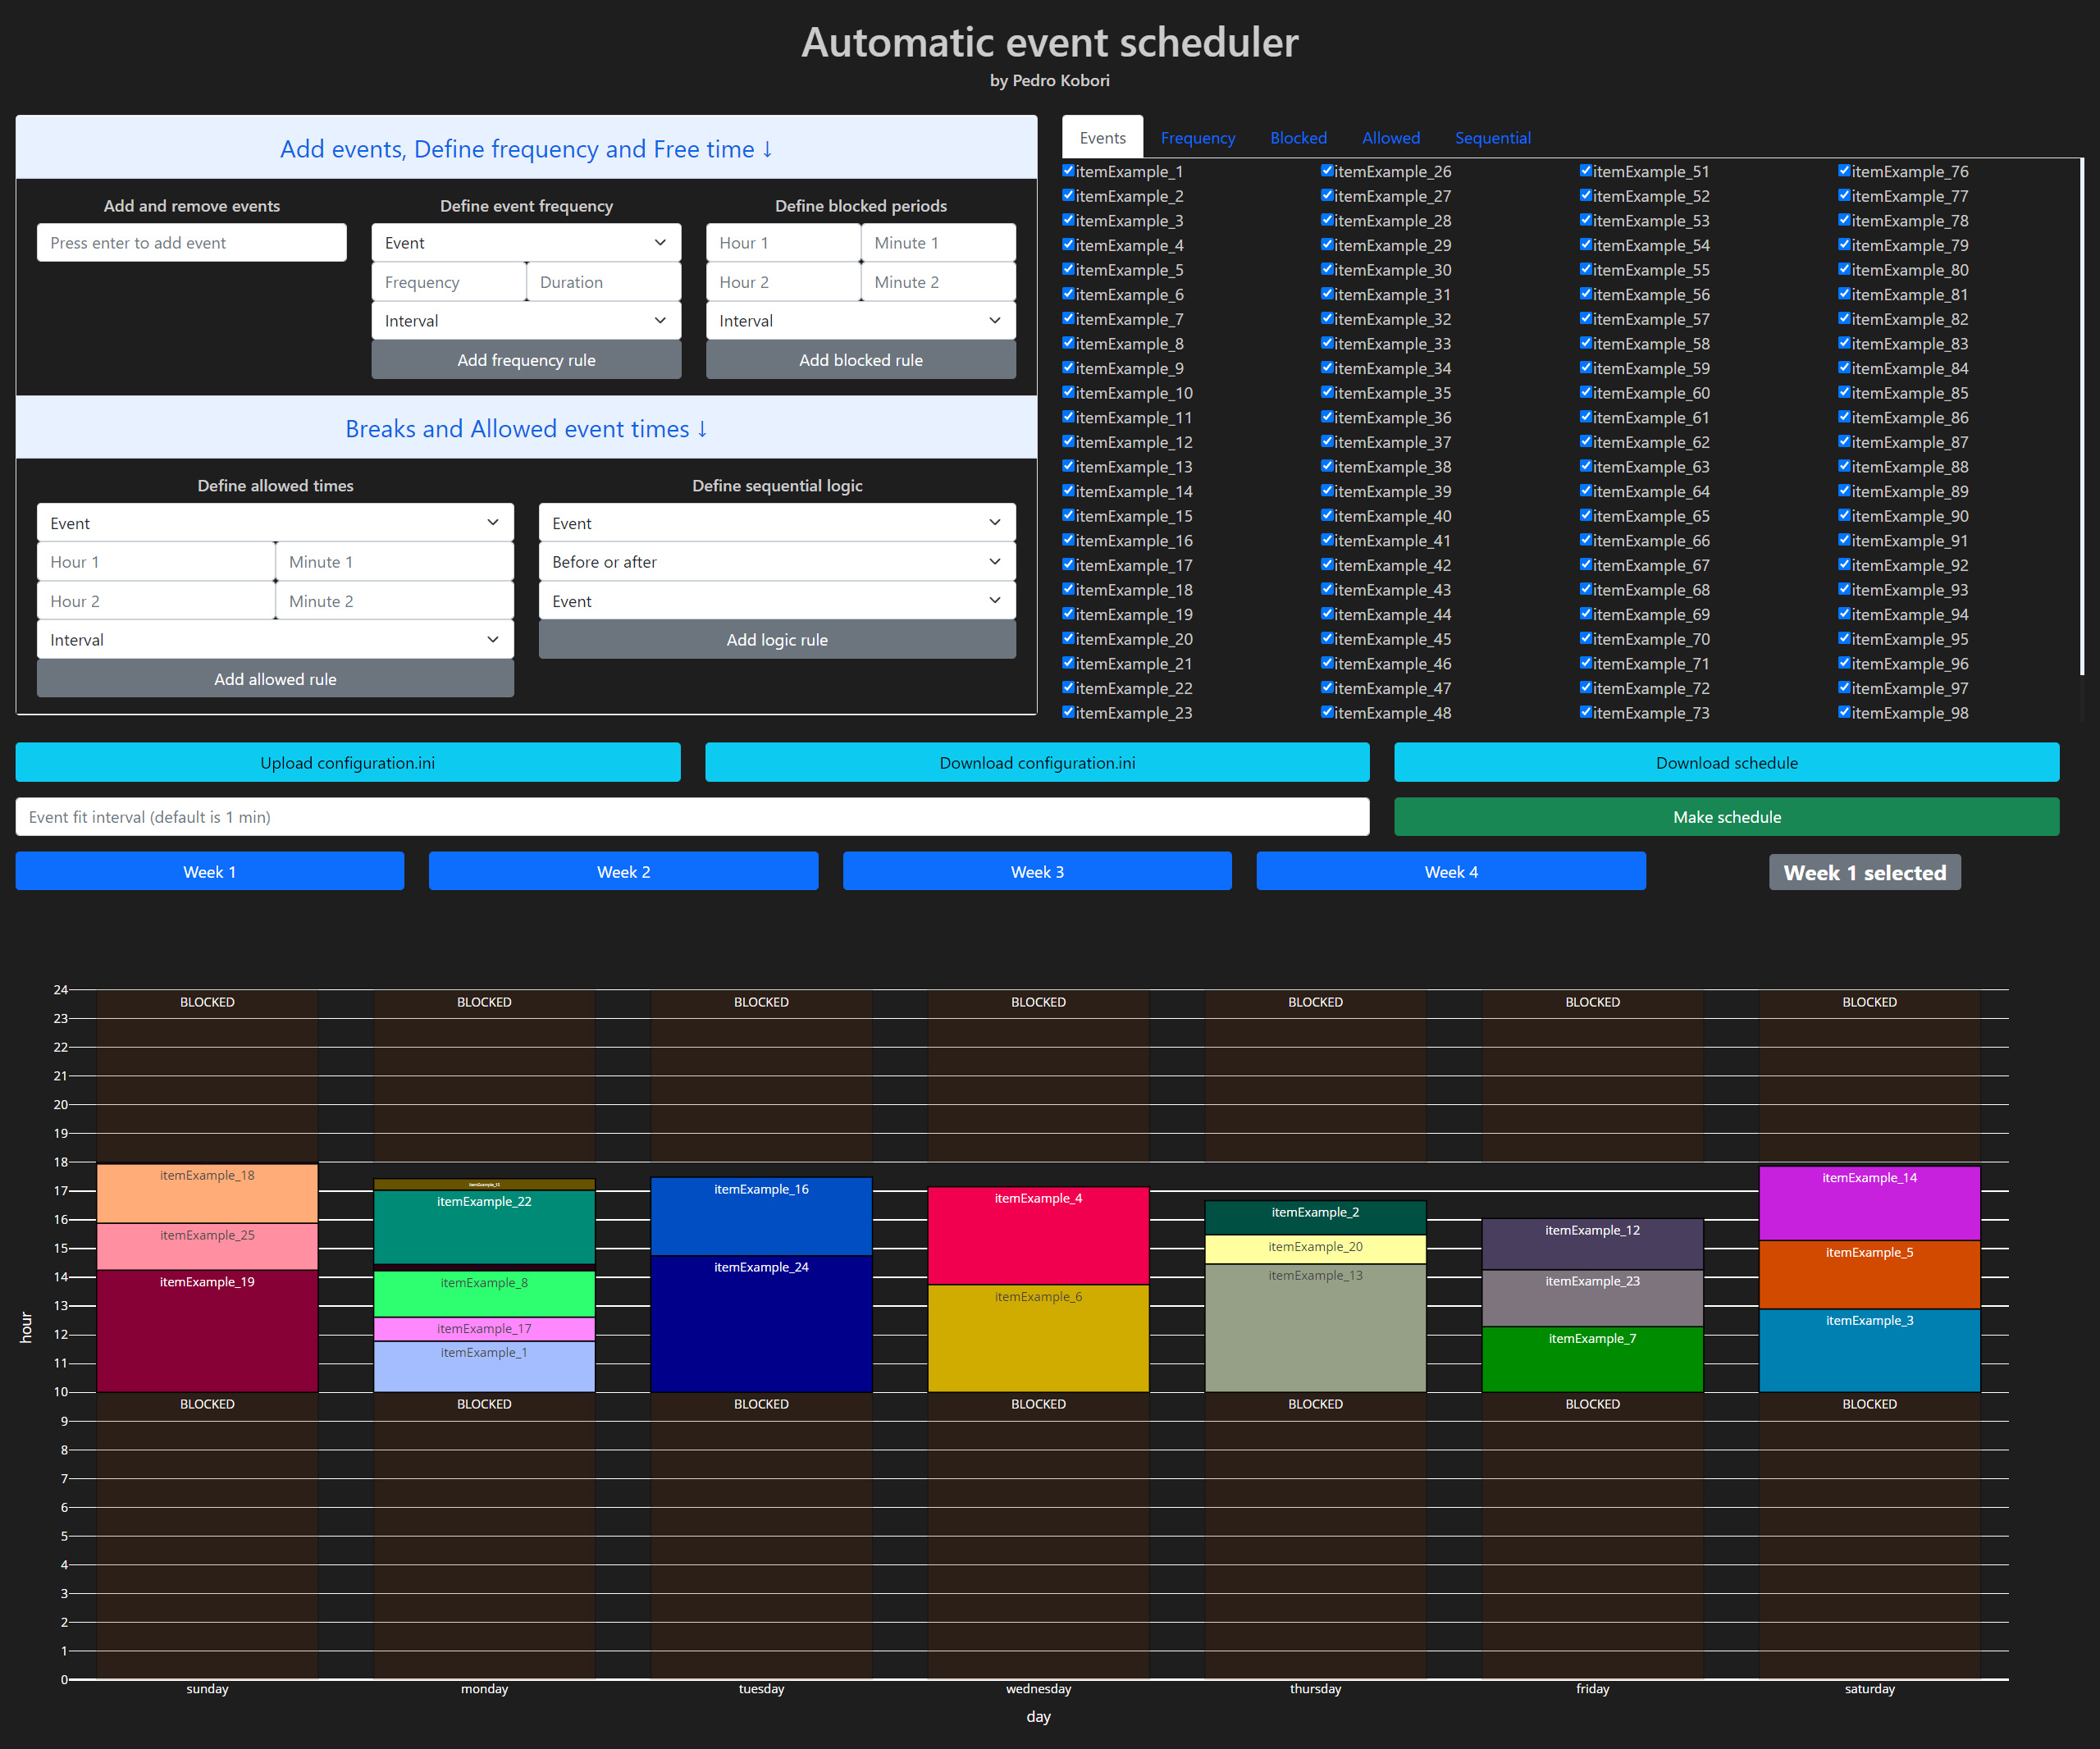 Automatic event scheduler
by Pedro Kobori
Add events, Define frequency and Free time ↓
Add and remove events
Press enter to add event
Define event frequency
Event
Frequency
Duration
Interval
Add frequency rule
Define blocked periods
Hour 1
Minute 1
Hour 2
Minute 2
Interval
Add blocked rule
Breaks and Allowed event times ↓
Define allowed times
Event
Hour 1
Minute 1
Hour 2
Minute 2
Interval
Add allowed rule
Define sequential logic
Event
Before or after
Event
Add logic rule
Events
Frequency
Blocked
Allowed
Sequential
itemExample_1
itemExample_2
itemExample_3
itemExample_4
itemExample_5
itemExample_6
itemExample_7
itemExample_8
itemExample_9
itemExample_10
itemExample_11
itemExample_12
itemExample_13
itemExample_14
itemExample_15
itemExample_16
itemExample_17
itemExample_18
itemExample_19
itemExample_20
itemExample_21
itemExample_22
itemExample_23
itemExample_26
itemExample_27
itemExample_28
itemExample_29
itemExample_30
itemExample_31
itemExample_32
itemExample_33
itemExample_34
itemExample_35
itemExample_36
itemExample_37
itemExample_38
itemExample_39
itemExample_40
itemExample_41
itemExample_42
itemExample_43
itemExample_44
itemExample_45
itemExample_46
itemExample_47
itemExample_48
itemExample_51
itemExample_52
itemExample_53
itemExample_54
itemExample_55
itemExample_56
itemExample_57
itemExample_58
itemExample_59
itemExample_60
itemExample_61
itemExample_62
itemExample_63
itemExample_64
itemExample_65
itemExample_66
itemExample_67
itemExample_68
itemExample_69
itemExample_70
itemExample_71
itemExample_72
itemExample_73
itemExample_76
itemExample_77
itemExample_78
itemExample_79
itemExample_80
itemExample_81
itemExample_82
itemExample_83
itemExample_84
itemExample_85
itemExample_86
itemExample_87
itemExample_88
itemExample_89
itemExample_90
itemExample_91
itemExample_92
itemExample_93
itemExample_94
itemExample_95
itemExample_96
itemExample_97
itemExample_98
Upload configuration.ini
Download configuration.ini
Download schedule
Event fit interval (default is 1 min)
Make schedule
Week 1
Week 2
Week 3
Week 4
Week 1 selected
hour
24
23
22
21
20
19
18
17
16
15
14
13
12
11
10
9
8
7
6
5
4
3
2
1
0
BLOCKED
itemExample_18
itemExample_25
itemExample_19
BLOCKED
sunday
BLOCKED
itemExample_22
itemExample_8
itemExample_17
itemExample_1
BLOCKED
monday
BLOCKED
itemExample_16
itemExample_24
BLOCKED
tuesday
BLOCKED
itemExample_4
itemExample_6
BLOCKED
wednesday
BLOCKED
itemExample_2
itemExample_20
itemExample_13
BLOCKED
thursday
BLOCKED
itemExample_12
itemExample_23
itemExample_7
BLOCKED
friday
BLOCKED
itemExample_14
itemExample_5
itemExample_3
BLOCKED
saturday
day